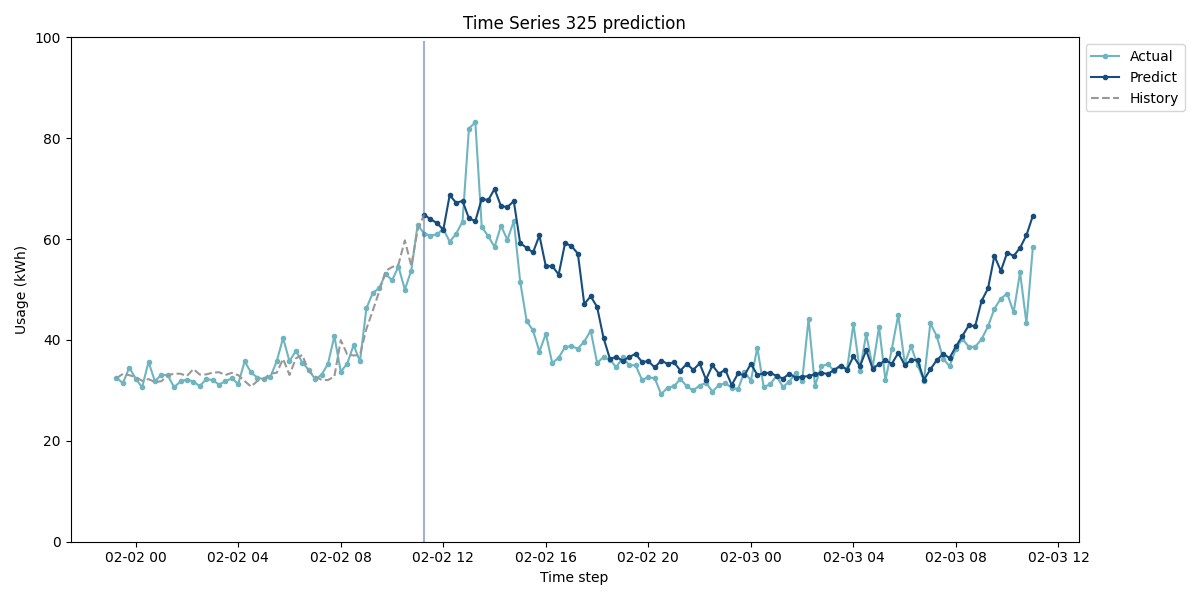 Time Series 325 prediction
100
80
60
40
20
0
Usage (kWh)
02-02 00
02-02 04
02-02 08
02-02 12
02-02 16
02-02 20
02-03 00
02-03 04
02-03 08
02-03 12
Time step
Actual
Predict
History